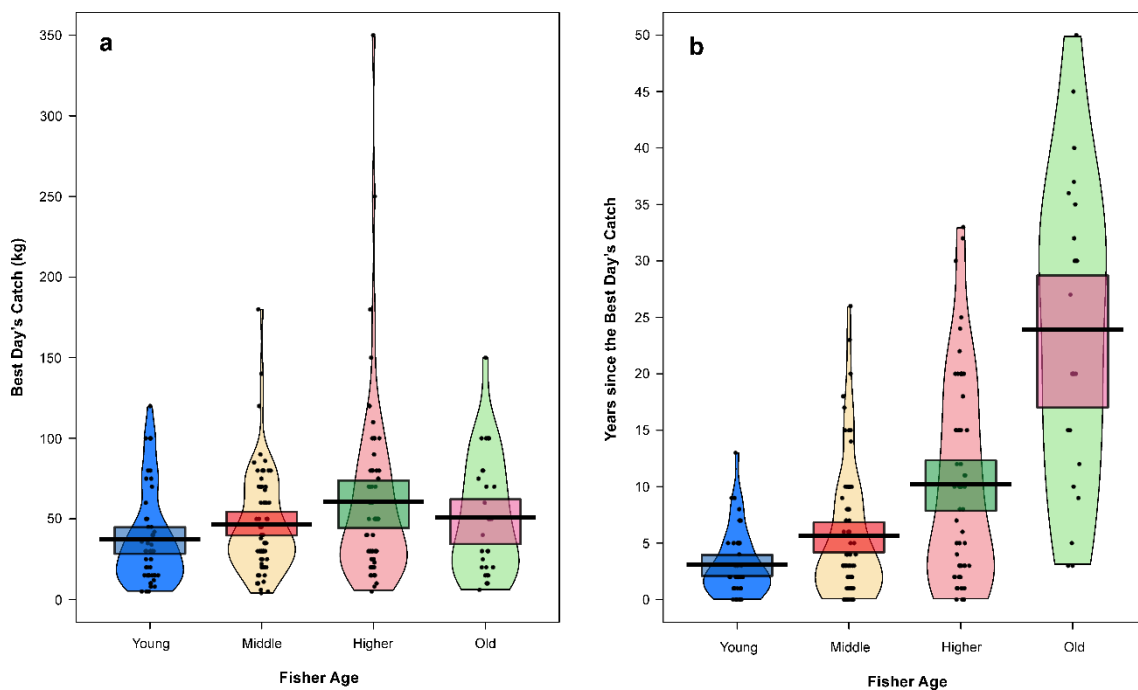 a
Best Day's Catch (kg)
350
300
250
200
150
100
50
0
Young Middle Higher Old
Fisher Age
b
Years since the Best Day's Catch
50
45
40
35
30
25
20
15
10
5
0
Young Middle Higher Old
Fisher Age